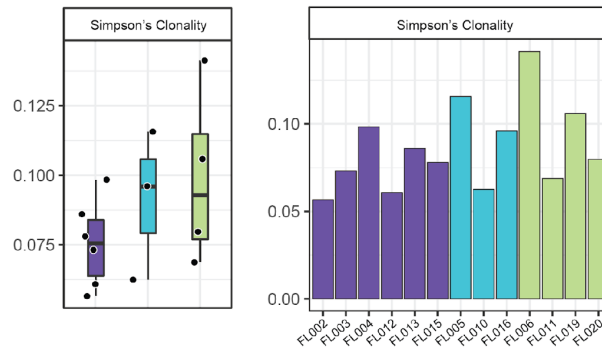 Simpson's Clonality
0.125
0.100
0.075
Simpson's Clonality
0.10
0.05
0.00
FL002
FL003
FL004
FL012
FL013
FL015
FL005
FL010
FL016
FL006
FL011
FL019
FL020